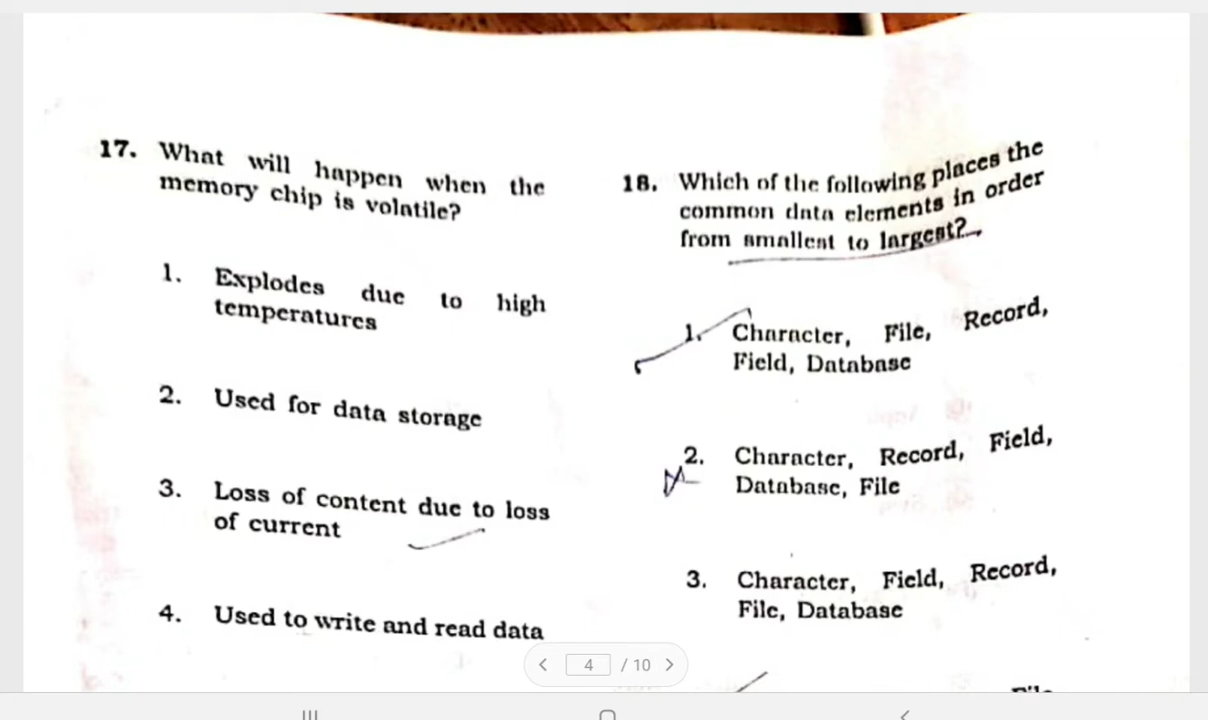 17. What will happen when the
memory chip is volatile?
1. Explodes due to high
temperatures
2. Used for data storage
3. Loss of content due to loss
of current
4. Used to write and read data
18. Which of the following places the
common data elements in order
from smallest to largest?
1. Character, File, Record,
Field, Database
2. Character, Record, Field,
Database, File
3. Character, Field, Record,
File, Database
4 / 10